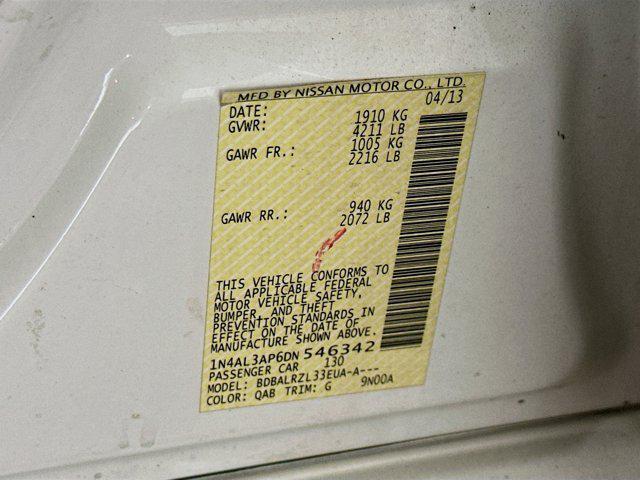 MFD BY NISSAN MOTOR CO., LTD.
DATE: 04/13
GVWR: 1910 KG
4211 LB
GAWR FR.: 1005 KG
2216 LB
GAWR RR.: 940 KG
2072 LB
THIS VEHICLE CONFORMS TO
ALL APPLICABLE FEDERAL
MOTOR VEHICLE SAFETY,
BUMPER, AND THEFT
PREVENTION STANDARDS IN
EFFECT ON THE DATE OF
MANUFACTURE SHOWN ABOVE.
1N4AL3AP6DN 546342
PASSENGER CAR 130
MODEL: BDBALRZL33EUA-A---
COLOR: QAB TRIM: G 9N00A